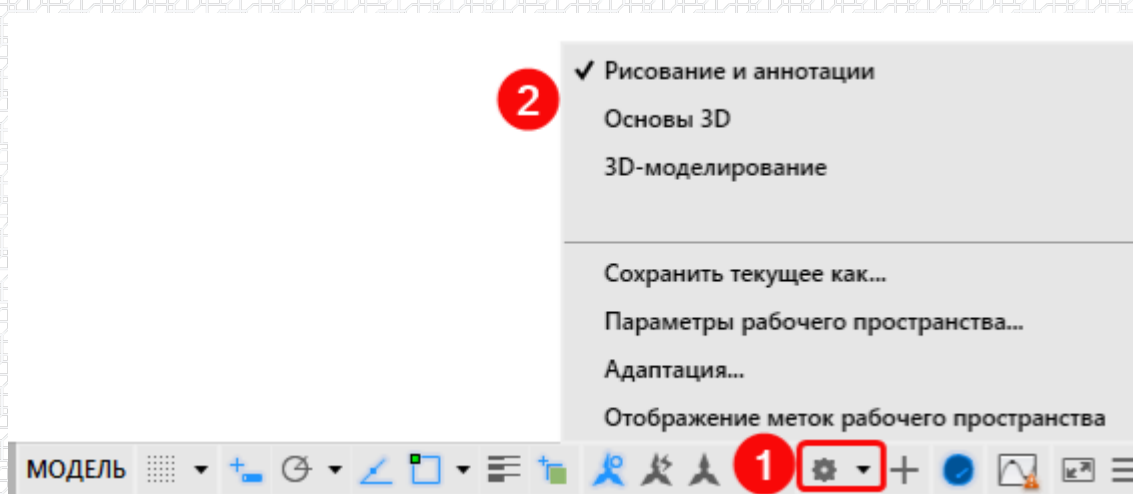 2
✓ Рисование и аннотации
Основы 3D
3D-моделирование
Сохранить текущее как...
Параметры рабочего пространства...
Адаптация...
Отображение меток рабочего пространства
МОДЕЛЬ 1